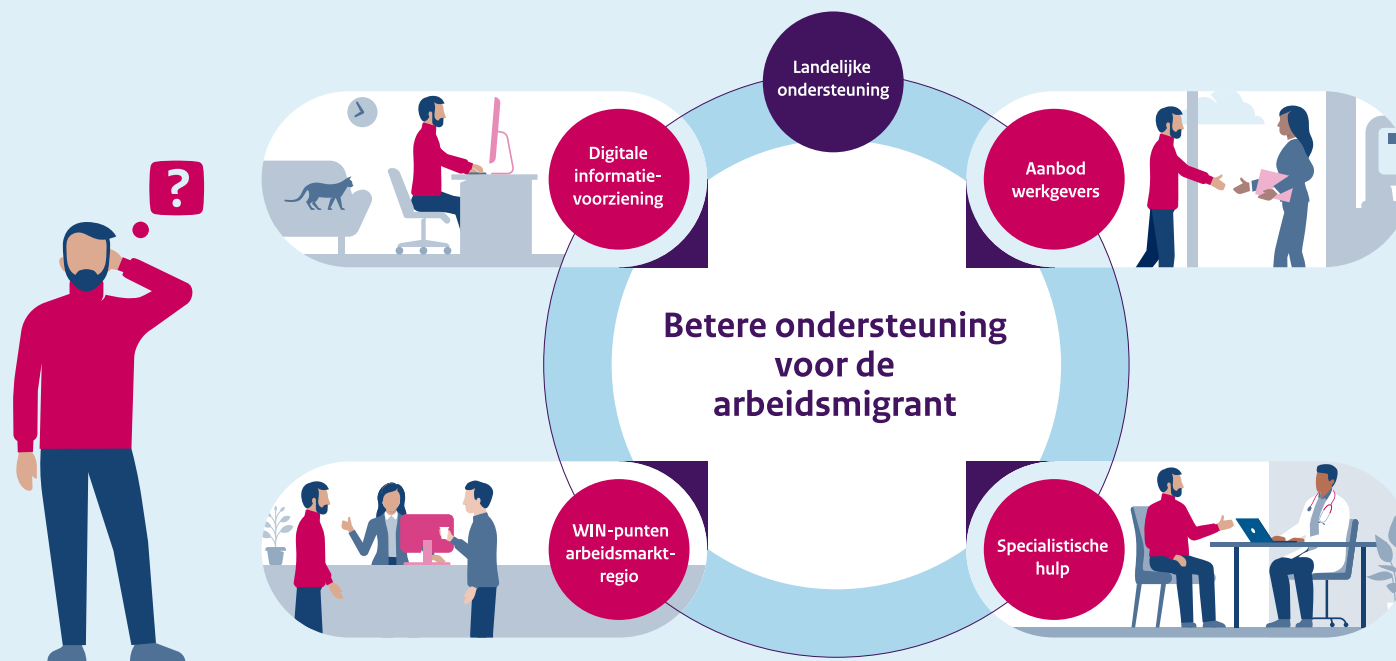 Landelijke
ondersteuning
Digitale
informatie-
voorziening
Aanbod
werkgevers
?
Betere ondersteuning
voor de
arbeidsmigrant
WIN-punten
arbeidsmarkt-
regio
Specialistische
hulp